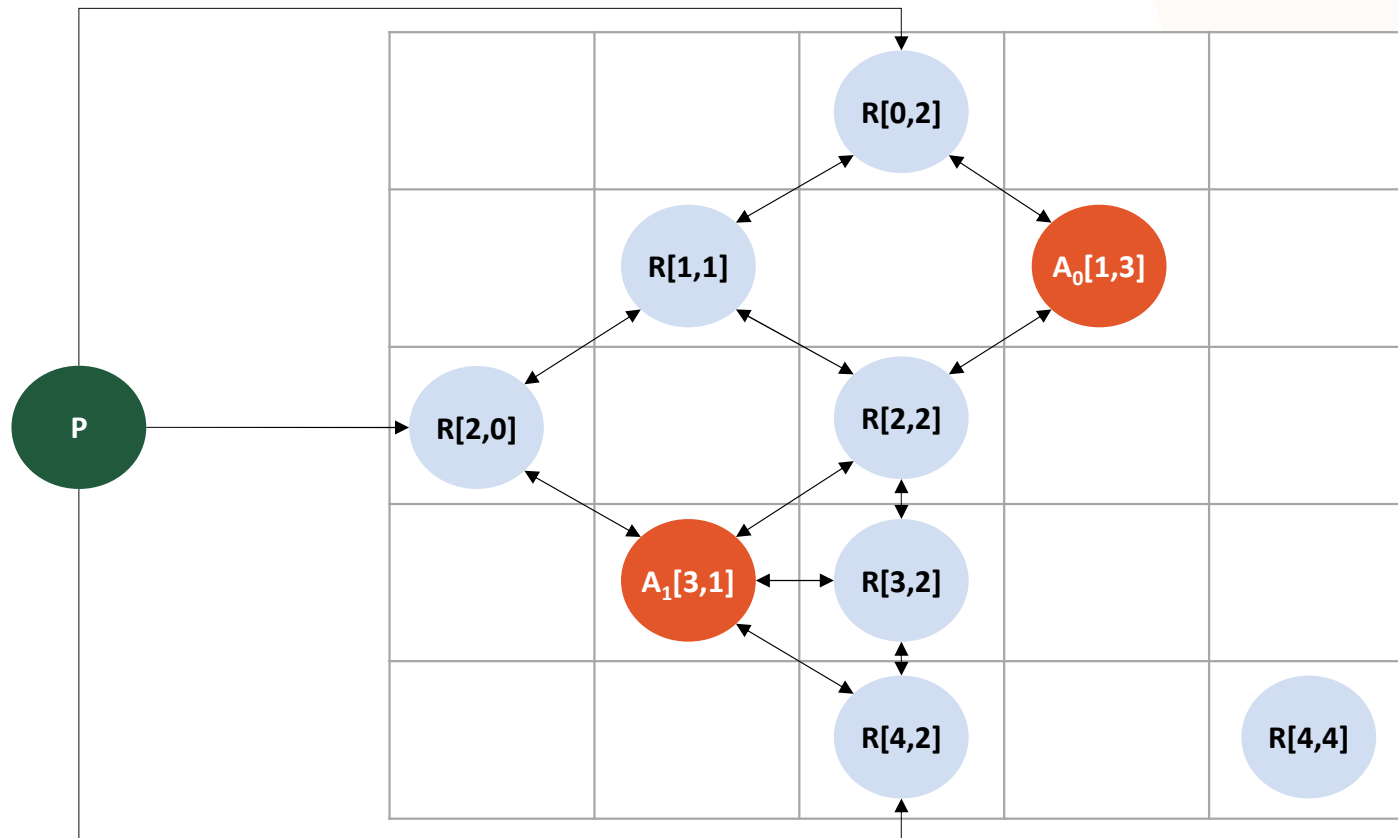 R[0,2]
R[1,1]
A₀[1,3]
P
R[2,0]
R[2,2]
A₁[3,1]
R[3,2]
R[4,2]
R[4,4]